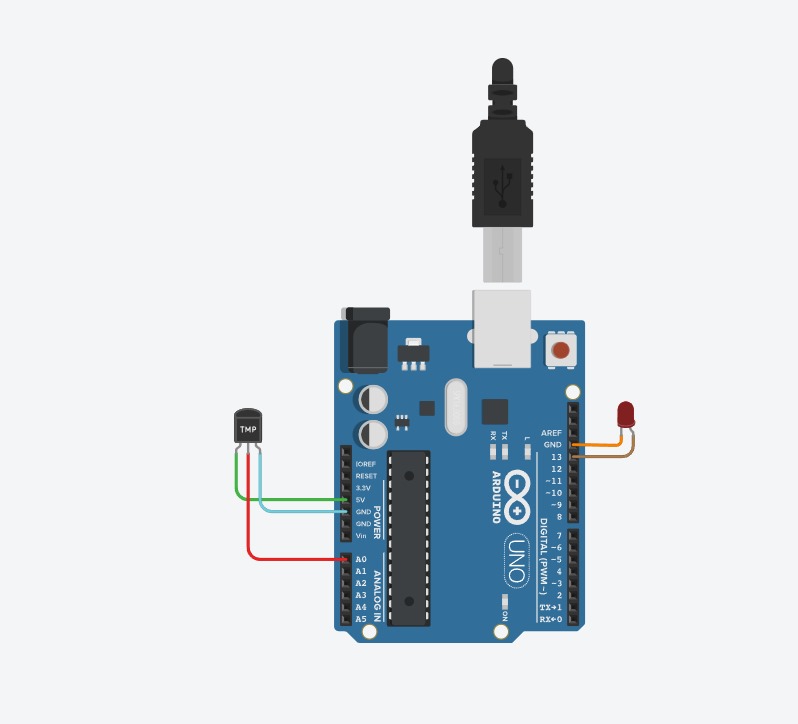 TMP
IOREF
RESET
3.3V
5V
GND
GND
Vin
POWER
A0
A1
A2
A3
A4
A5
ANALOG IN
RX
TX
L
ARDUINO
UNO
ON
AREF
GND
13
12
~11
~10
~9
8
7
~6
~5
4
~3
2
TX→1
RX←0
DIGITAL (PWM~)